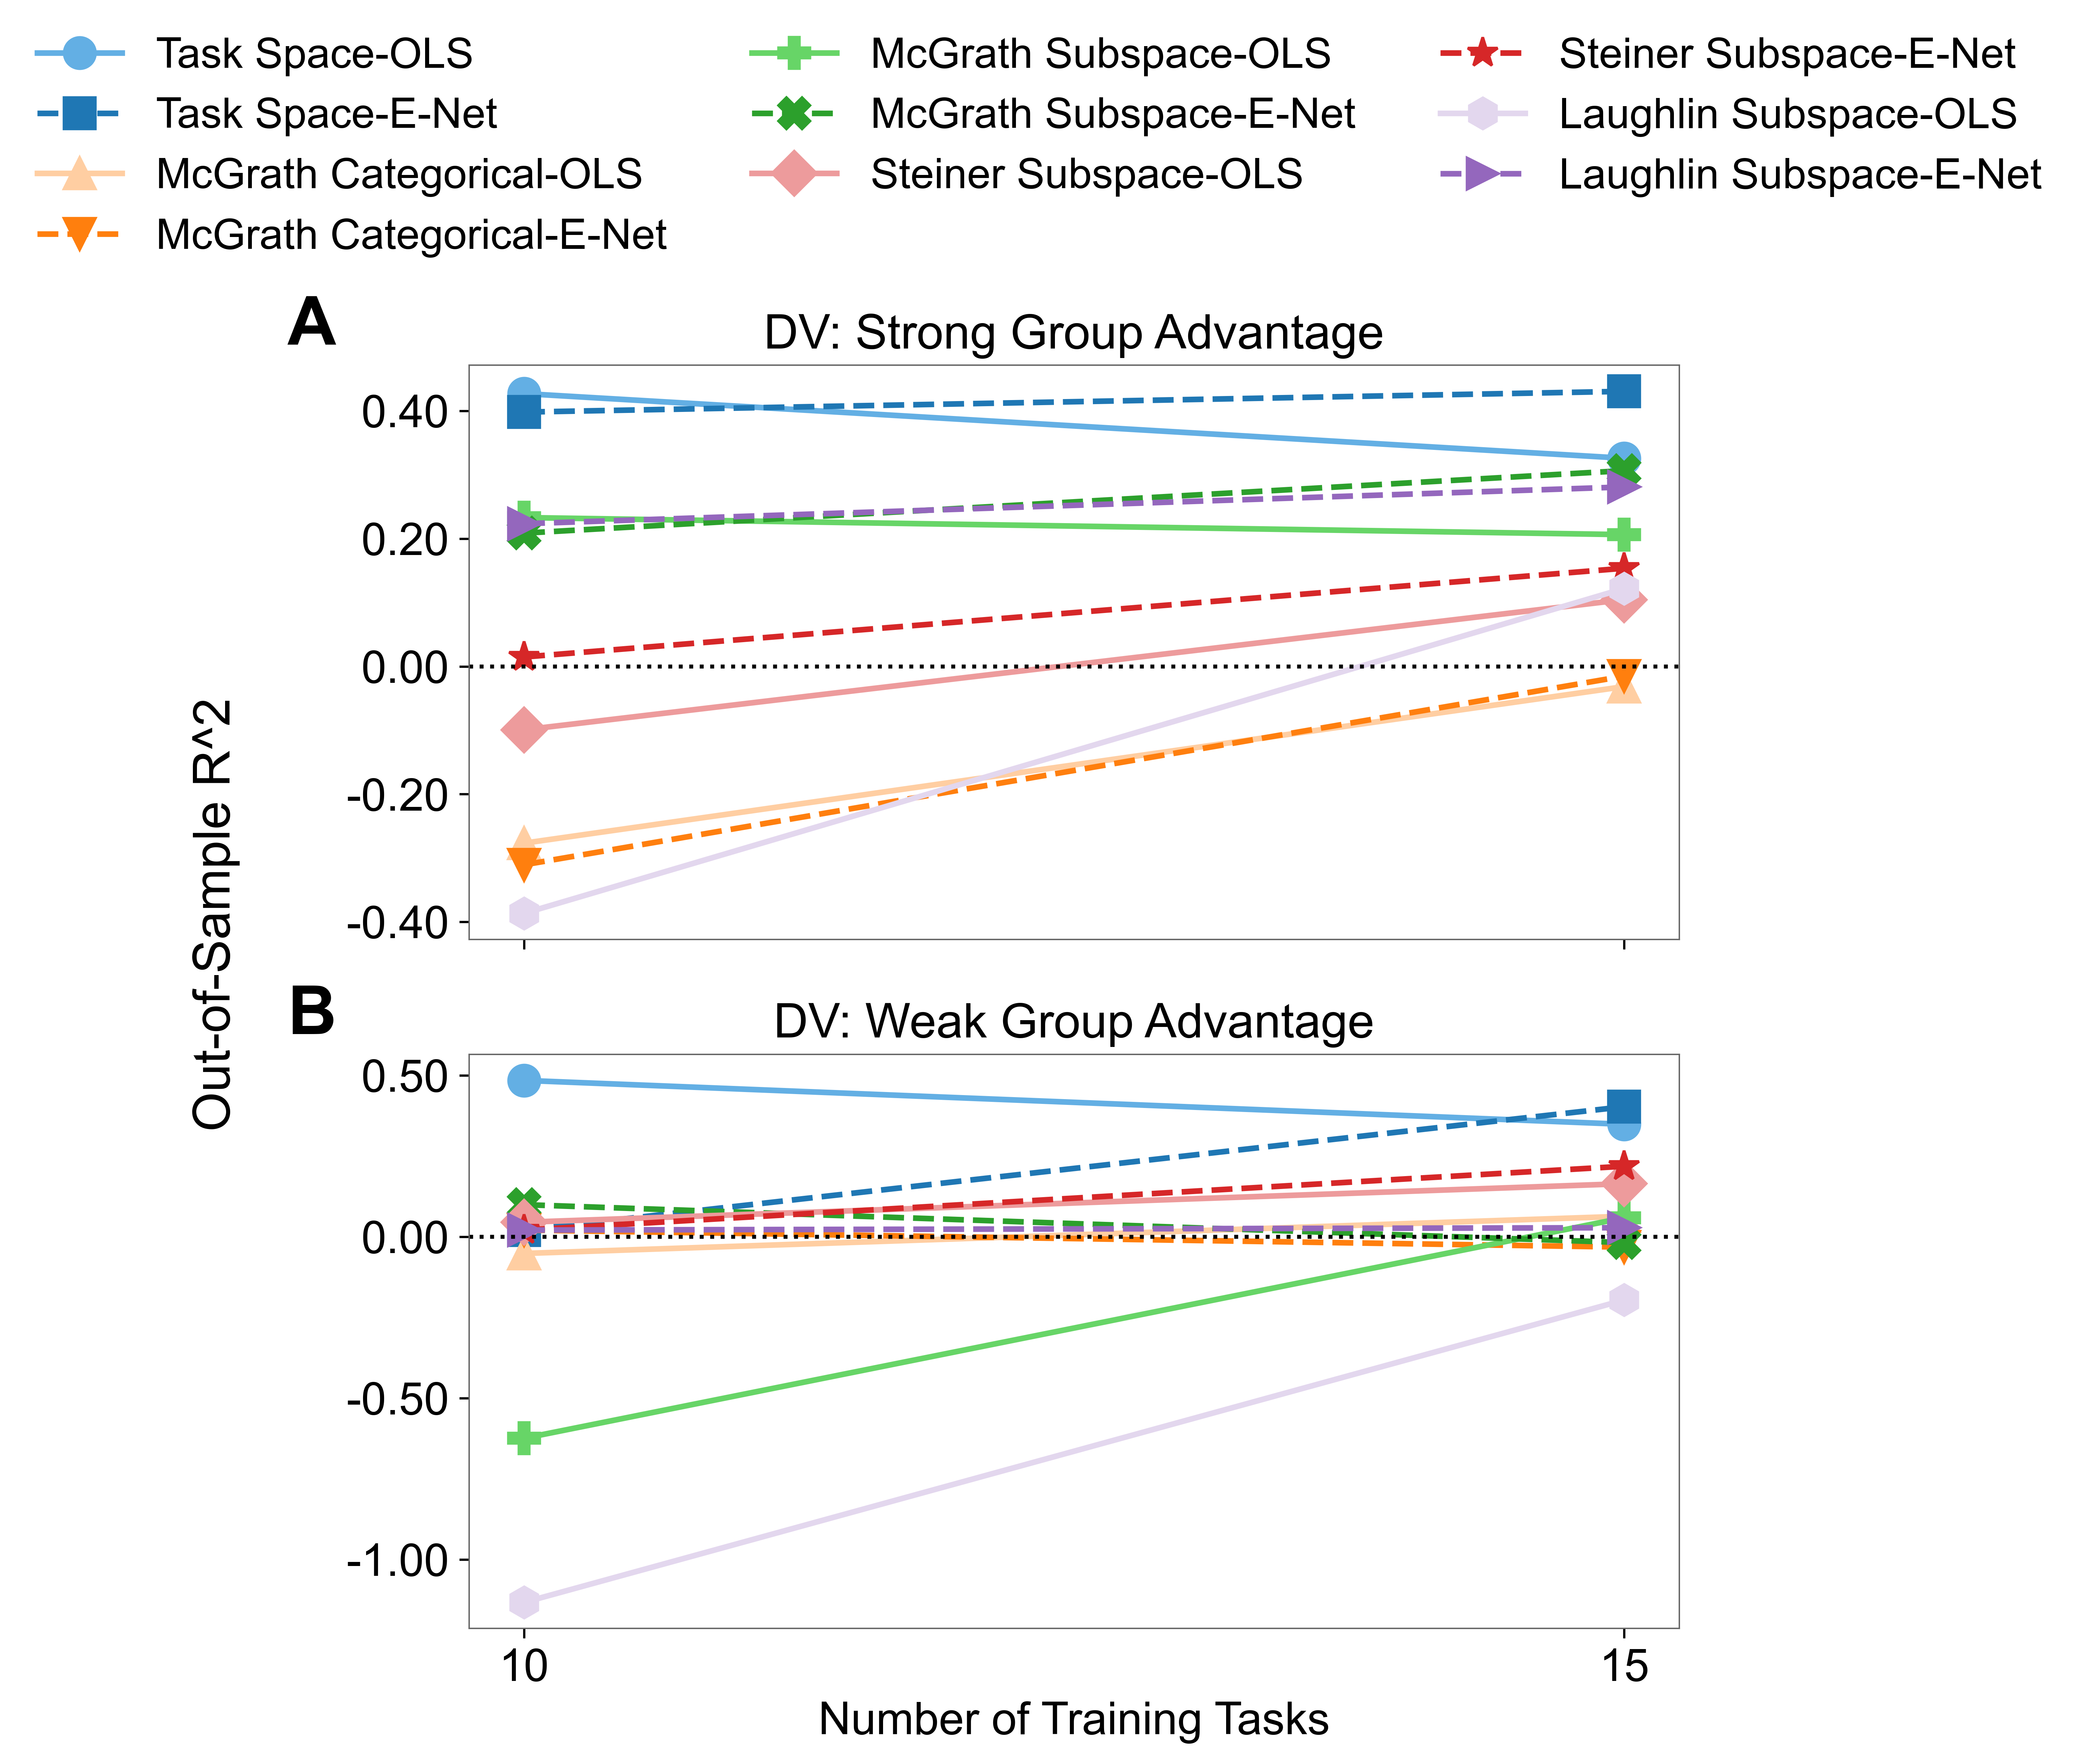 Task Space-OLS
Task Space-E-Net
McGrath Categorical-OLS
McGrath Categorical-E-Net
McGrath Subspace-OLS
McGrath Subspace-E-Net
Steiner Subspace-OLS
Steiner Subspace-E-Net
Laughlin Subspace-OLS
Laughlin Subspace-E-Net
A
DV: Strong Group Advantage
0.40
0.20
0.00
-0.20
-0.40
Out-of-Sample R^2
B
DV: Weak Group Advantage
0.50
0.00
-0.50
-1.00
10
15
Number of Training Tasks